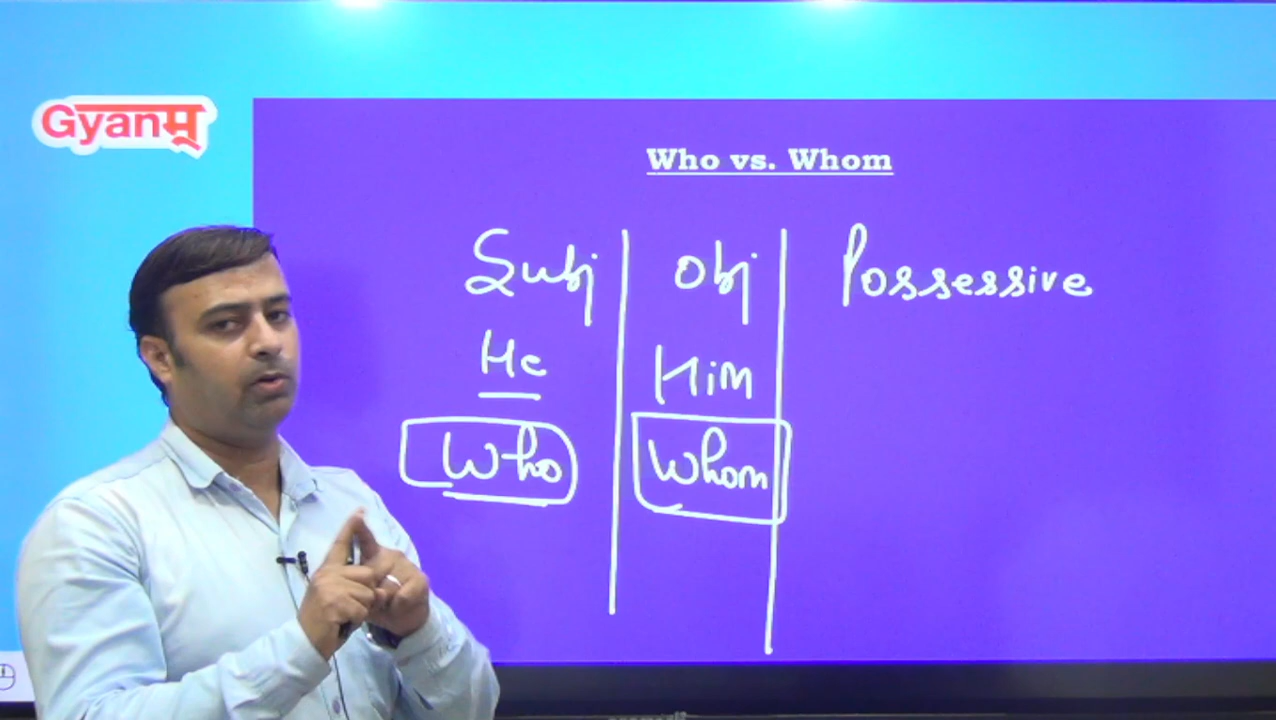 Gyanम्
Who vs. Whom
Subj Obj Possessive
He Him
Who Whom